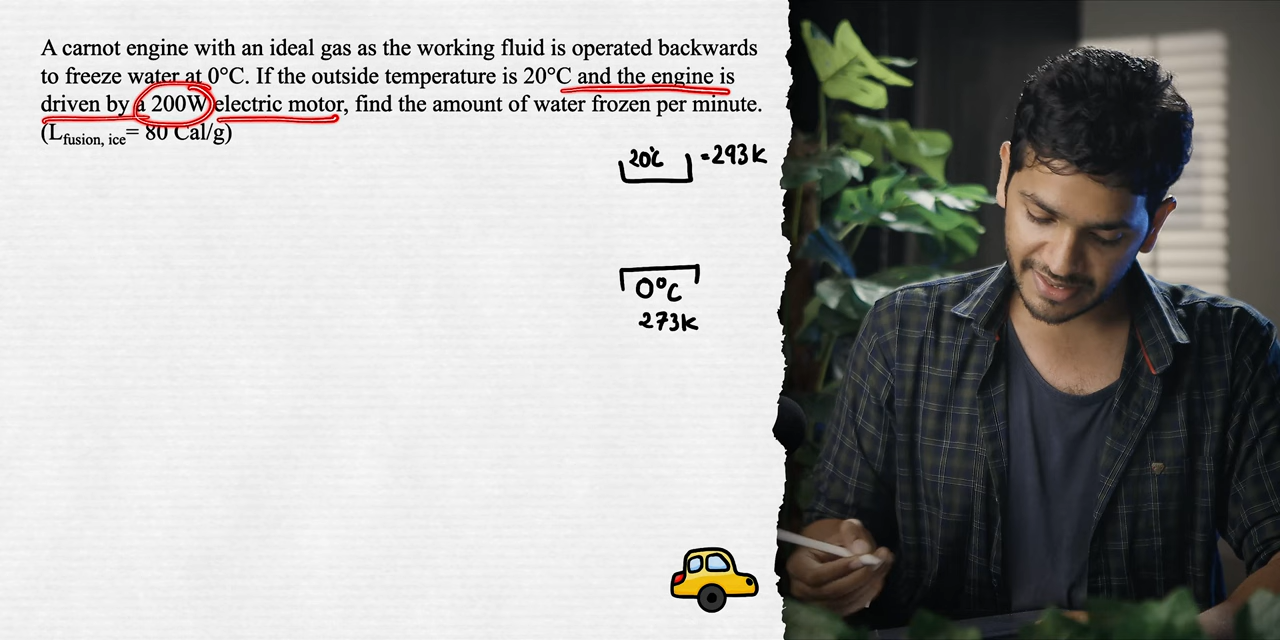 A carnot engine with an ideal gas as the working fluid is operated backwards
to freeze water at 0°C. If the outside temperature is 20°C and the engine is
driven by a 200W electric motor, find the amount of water frozen per minute.
(Lfusion, ice= 80 Cal/g)
20°C = 293K
0°C
273K